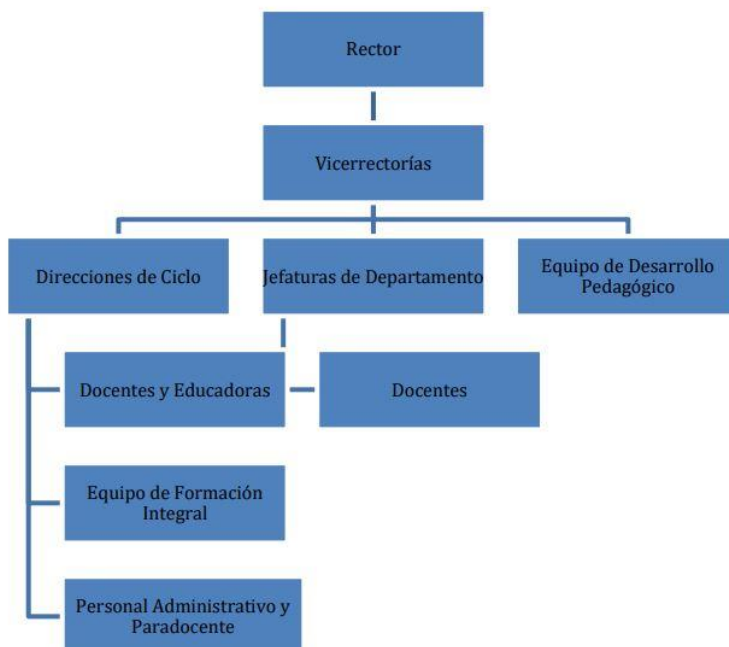 Rector
Vicerrectorías
Direcciones de Ciclo
Jefaturas de Departamento
Equipo de Desarrollo
Pedagógico
Docentes y Educadoras
Docentes
Equipo de Formación
Integral
Personal Administrativo y
Paradocente